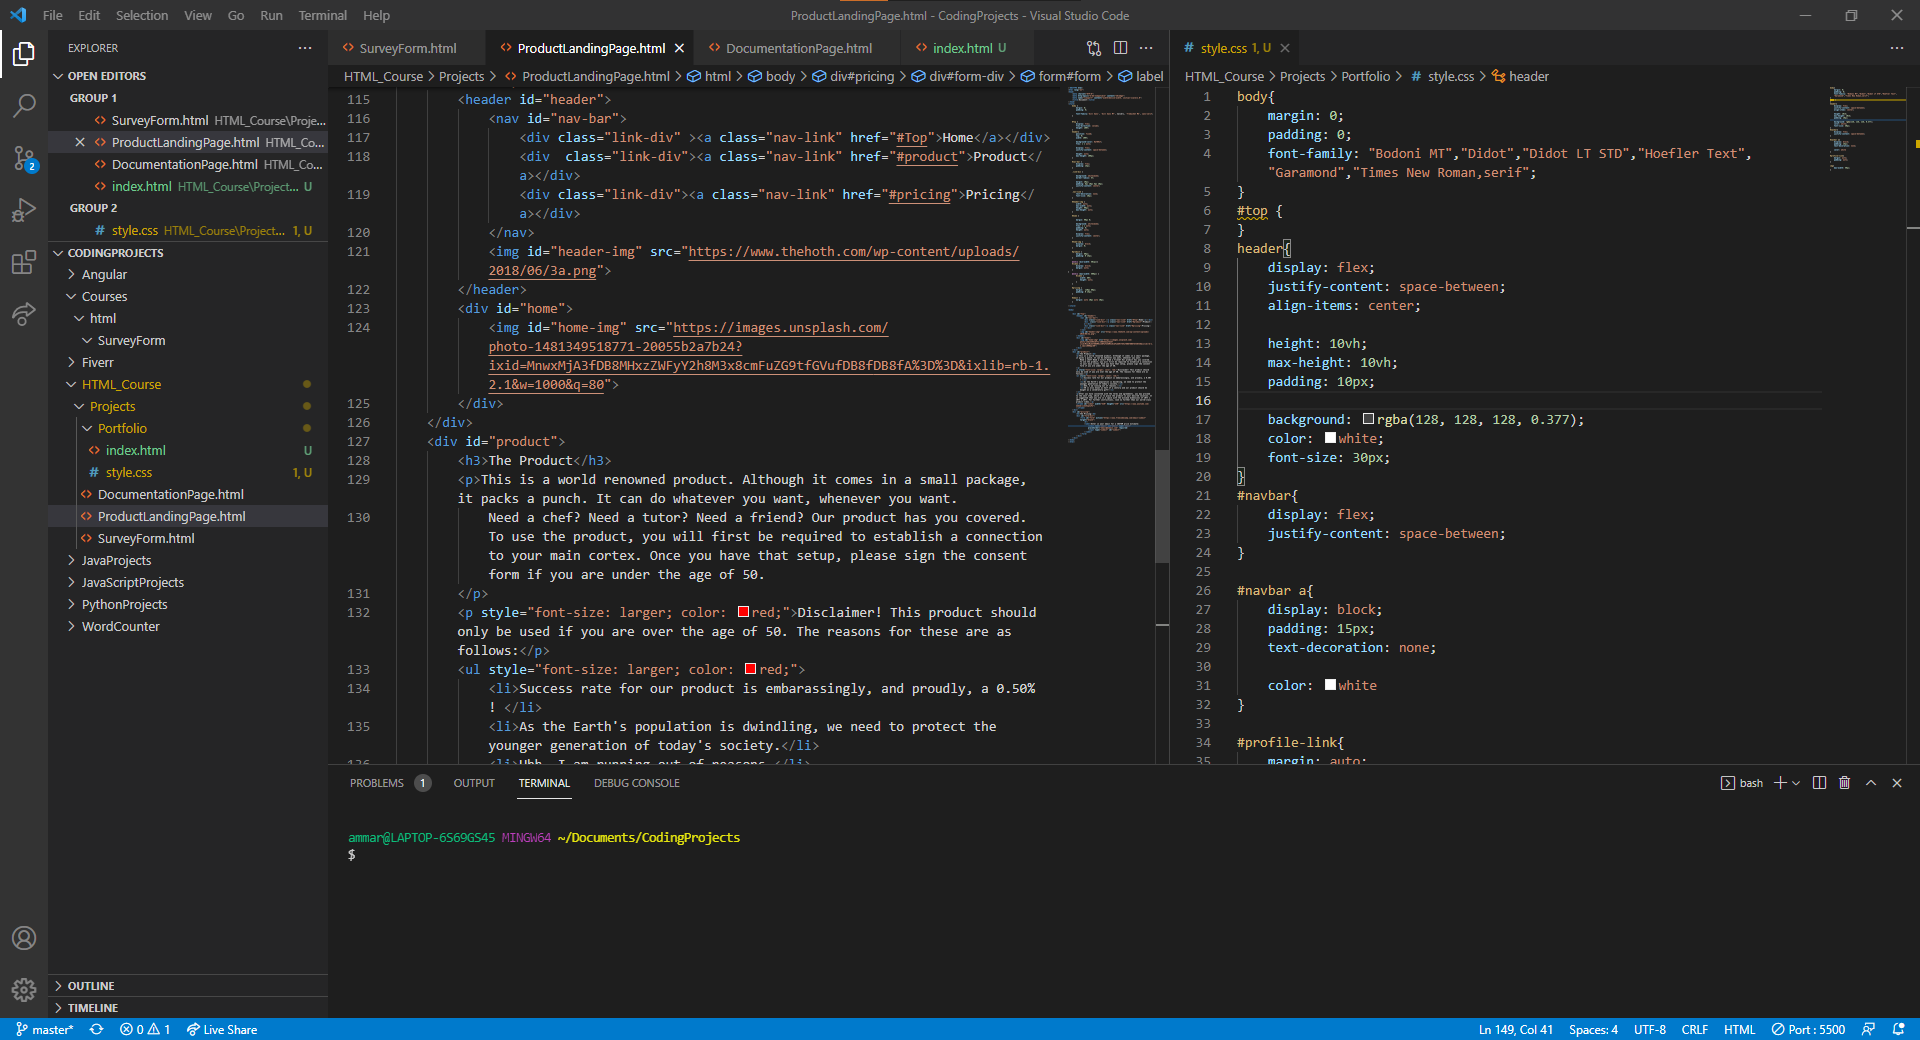 File Edit Selection View Go Run Terminal Help
ProductLandingPage.html - CodingProjects - Visual Studio Code
EXPLORER
OPEN EDITORS
GROUP 1
SurveyForm.html HTML_Course\Proje...
ProductLandingPage.html HTML_Co...
DocumentationPage.html HTML_Co...
index.html HTML_Course\Project... U
GROUP 2
style.css HTML_Course\Project... 1, U
CODINGPROJECTS
Angular
Courses
html
SurveyForm
Fiverr
HTML_Course
Projects
Portfolio
index.html U
style.css 1, U
DocumentationPage.html
ProductLandingPage.html
SurveyForm.html
JavaProjects
JavaScriptProjects
PythonProjects
WordCounter
OUTLINE
TIMELINE
2
SurveyForm.html ProductLandingPage.html DocumentationPage.html index.html U
HTML_Course > Projects > ProductLandingPage.html > html > body > div#pricing > div#form-div > form#form > label
115 <header id="header">
116 <nav id="nav-bar">
117 <div class="link-div" ><a class="nav-link" href="#Top">Home</a></div>
118 <div  class="link-div"><a class="nav-link" href="#product">Product</
a></div>
119 <div class="link-div"><a class="nav-link" href="#pricing">Pricing</
a></div>
120 </nav>
121 <img id="header-img" src="https://www.thehoth.com/wp-content/uploads/
2018/06/3a.png">
122 </header>
123 <div id="home">
124 <img id="home-img" src="https://images.unsplash.com/
photo-1481349518771-20055b2a7b24?
ixid=MnwxMjA3fDB8MHxzZWFyY2h8M3x8cmFuZG9tfGVufDB8fDB8fA%3D%3D&ixlib=rb-1.
2.1&w=1000&q=80">
125 </div>
126 </div>
127 <div id="product">
128 <h3>The Product</h3>
129 <p>This is a world renowned product. Although it comes in a small package,
it packs a punch. It can do whatever you want, whenever you want.
130 Need a chef? Need a tutor? Need a friend? Our product has you covered.
To use the product, you will first be required to establish a connection
to your main cortex. Once you have that setup, please sign the consent
form if you are under the age of 50.
131 </p>
132 <p style="font-size: larger; color: red;">Disclaimer! This product should
only be used if you are over the age of 50. The reasons for these are as
follows:</p>
133 <ul style="font-size: larger; color: red;">
134 <li>Success rate for our product is embarassingly, and proudly, a 0.50%
! </li>
135 <li>As the Earth's population is dwindling, we need to protect the
younger generation of today's society.</li>
136 <li>Uhh, I am running out of reasons.</li>
style.css 1, U
HTML_Course > Projects > Portfolio > # style.css > header
1 body{
2 margin: 0;
3 padding: 0;
4 font-family: "Bodoni MT","Didot","Didot LT STD","Hoefler Text",
"Garamond","Times New Roman,serif";
5 }
6 #top {
7 }
8 header{
9 display: flex;
10 justify-content: space-between;
11 align-items: center;
12
13 height: 10vh;
14 max-height: 10vh;
15 padding: 10px;
16
17 background: rgba(128, 128, 128, 0.377);
18 color: white;
19 font-size: 30px;
20 }
21 #navbar{
22 display: flex;
23 justify-content: space-between;
24 }
25
26 #navbar a{
27 display: block;
28 padding: 15px;
29 text-decoration: none;
30
31 color: white
32 }
33
34 #profile-link{
35 margin: auto;
PROBLEMS 1 OUTPUT TERMINAL DEBUG CONSOLE
bash
ammar@LAPTOP-6S69GS45 MINGW64 ~/Documents/CodingProjects
$
master* 0 1 Live Share
Ln 149, Col 41 Spaces: 4 UTF-8 CRLF HTML Port : 5500